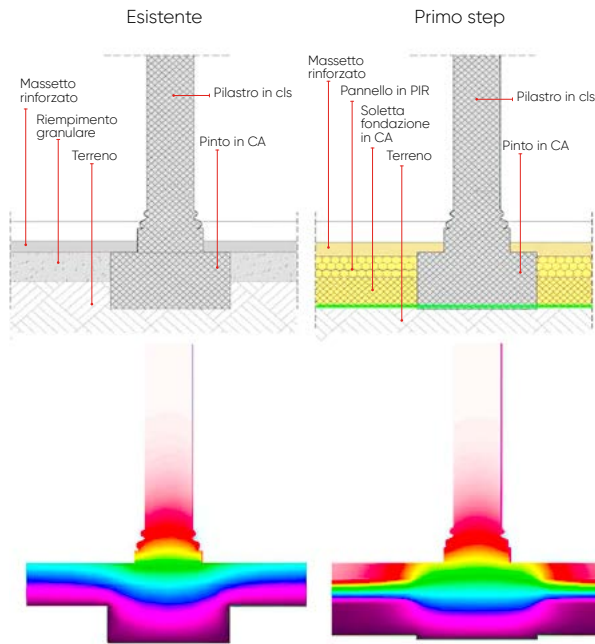 Esistente
Massetto
rinforzato
Riempimento
granulare
Terreno
Pilastro in cls
Pinto in CA
Primo step
Massetto
rinforzato
Pannello in PIR
Soletta
fondazione
in CA
Terreno
Pilastro in cls
Pinto in CA